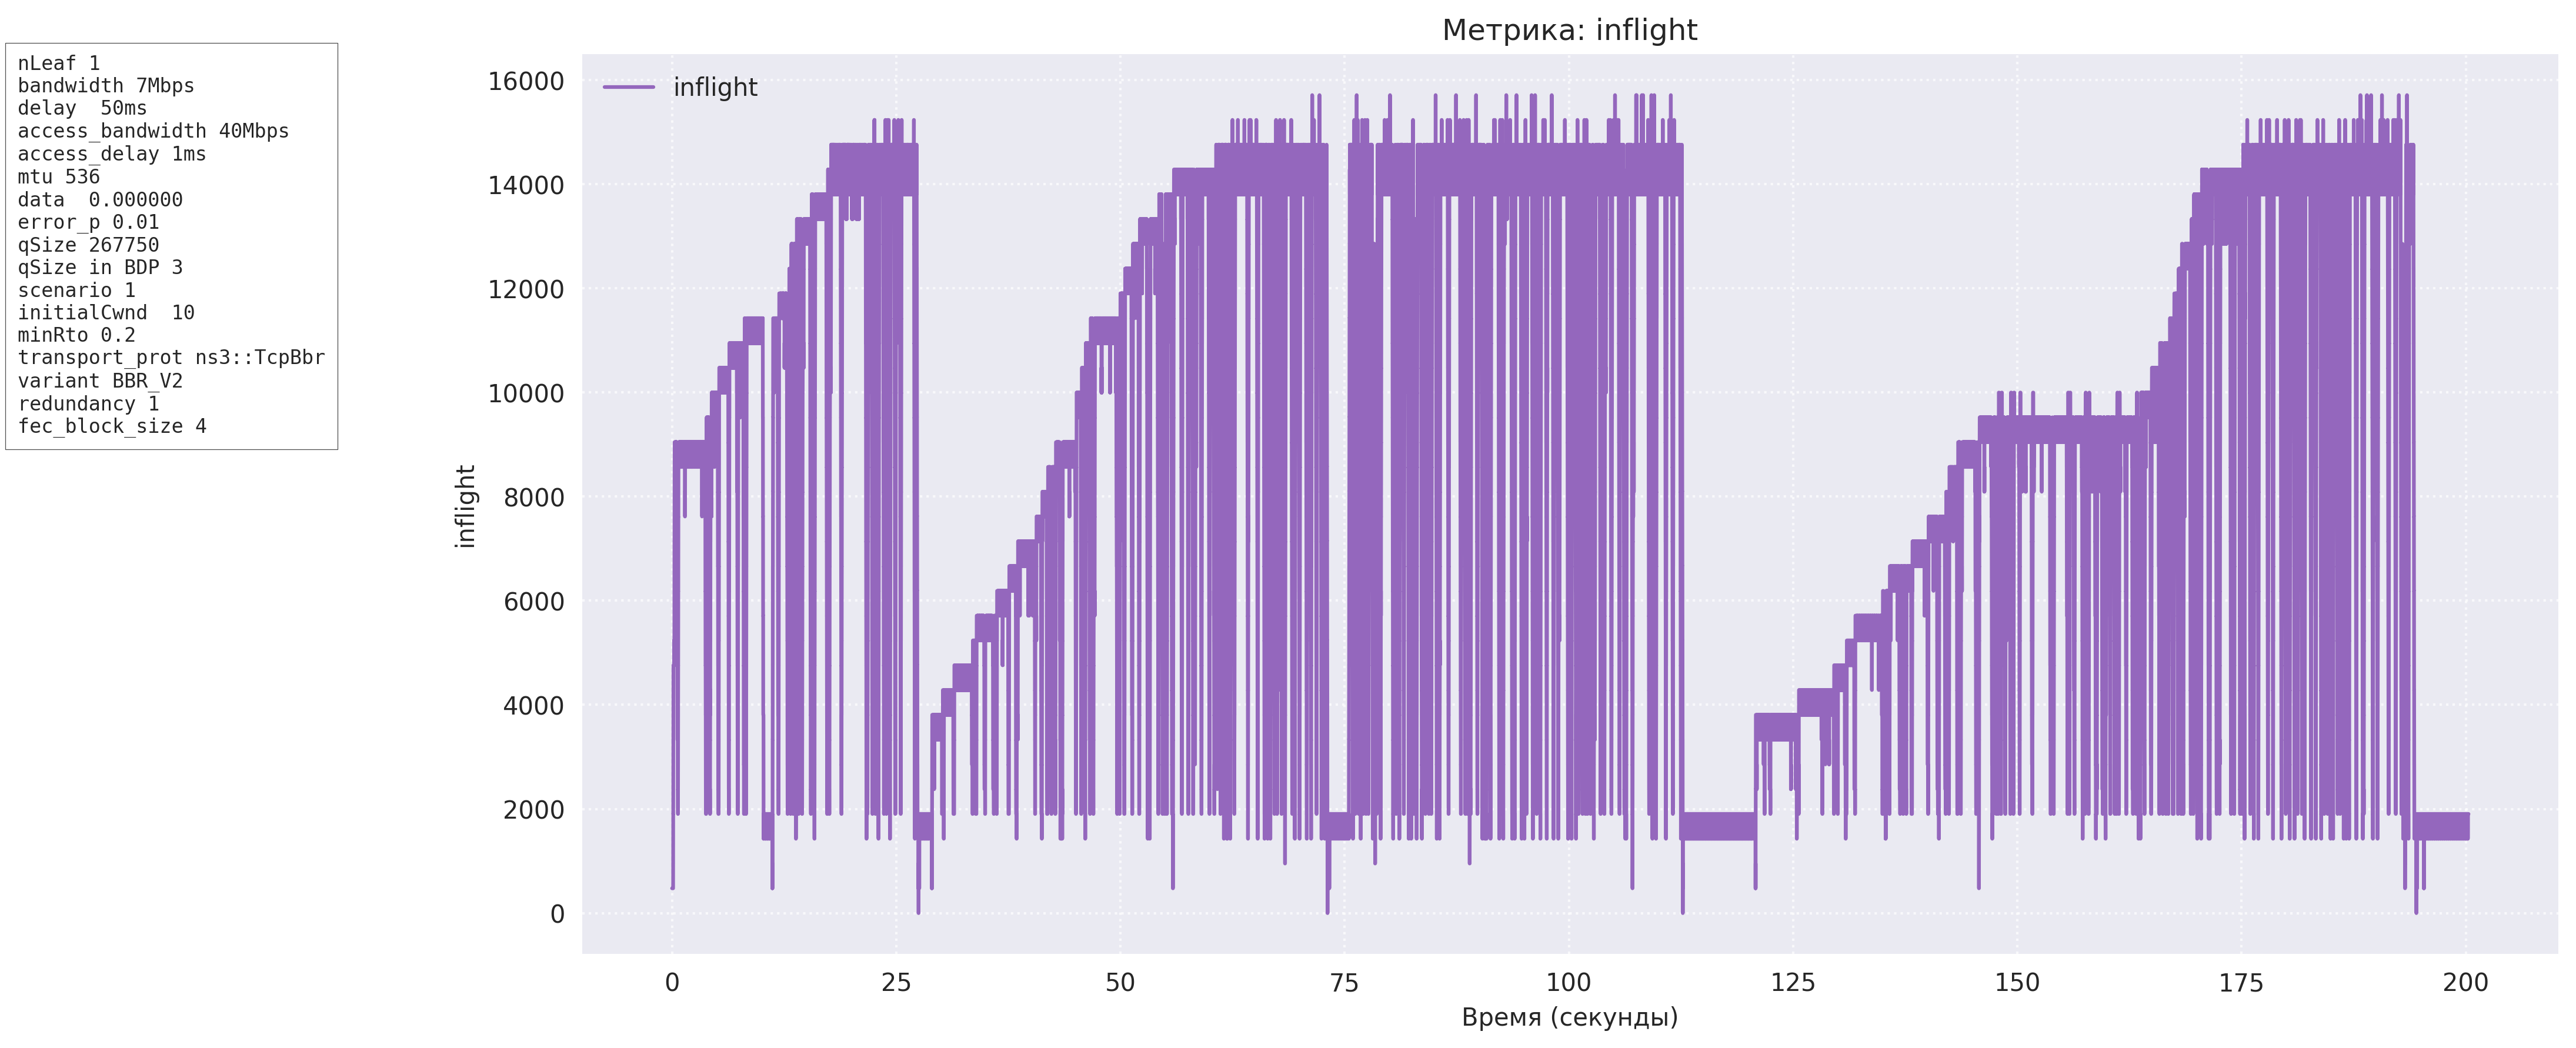 Метрика: inflight
nLeaf 1
bandwidth 7Mbps
delay  50ms
access_bandwidth 40Mbps
access_delay 1ms
mtu 536
data  0.000000
error_p 0.01
qSize 267750
qSize in BDP 3
scenario 1
initialCwnd  10
minRto 0.2
transport_prot ns3::TcpBbr
variant BBR_V2
redundancy 1
fec_block_size 4
inflight
16000
14000
12000
10000
8000
6000
4000
2000
0
inflight
0 25 50 75 100 125 150 175 200
Время (секунды)